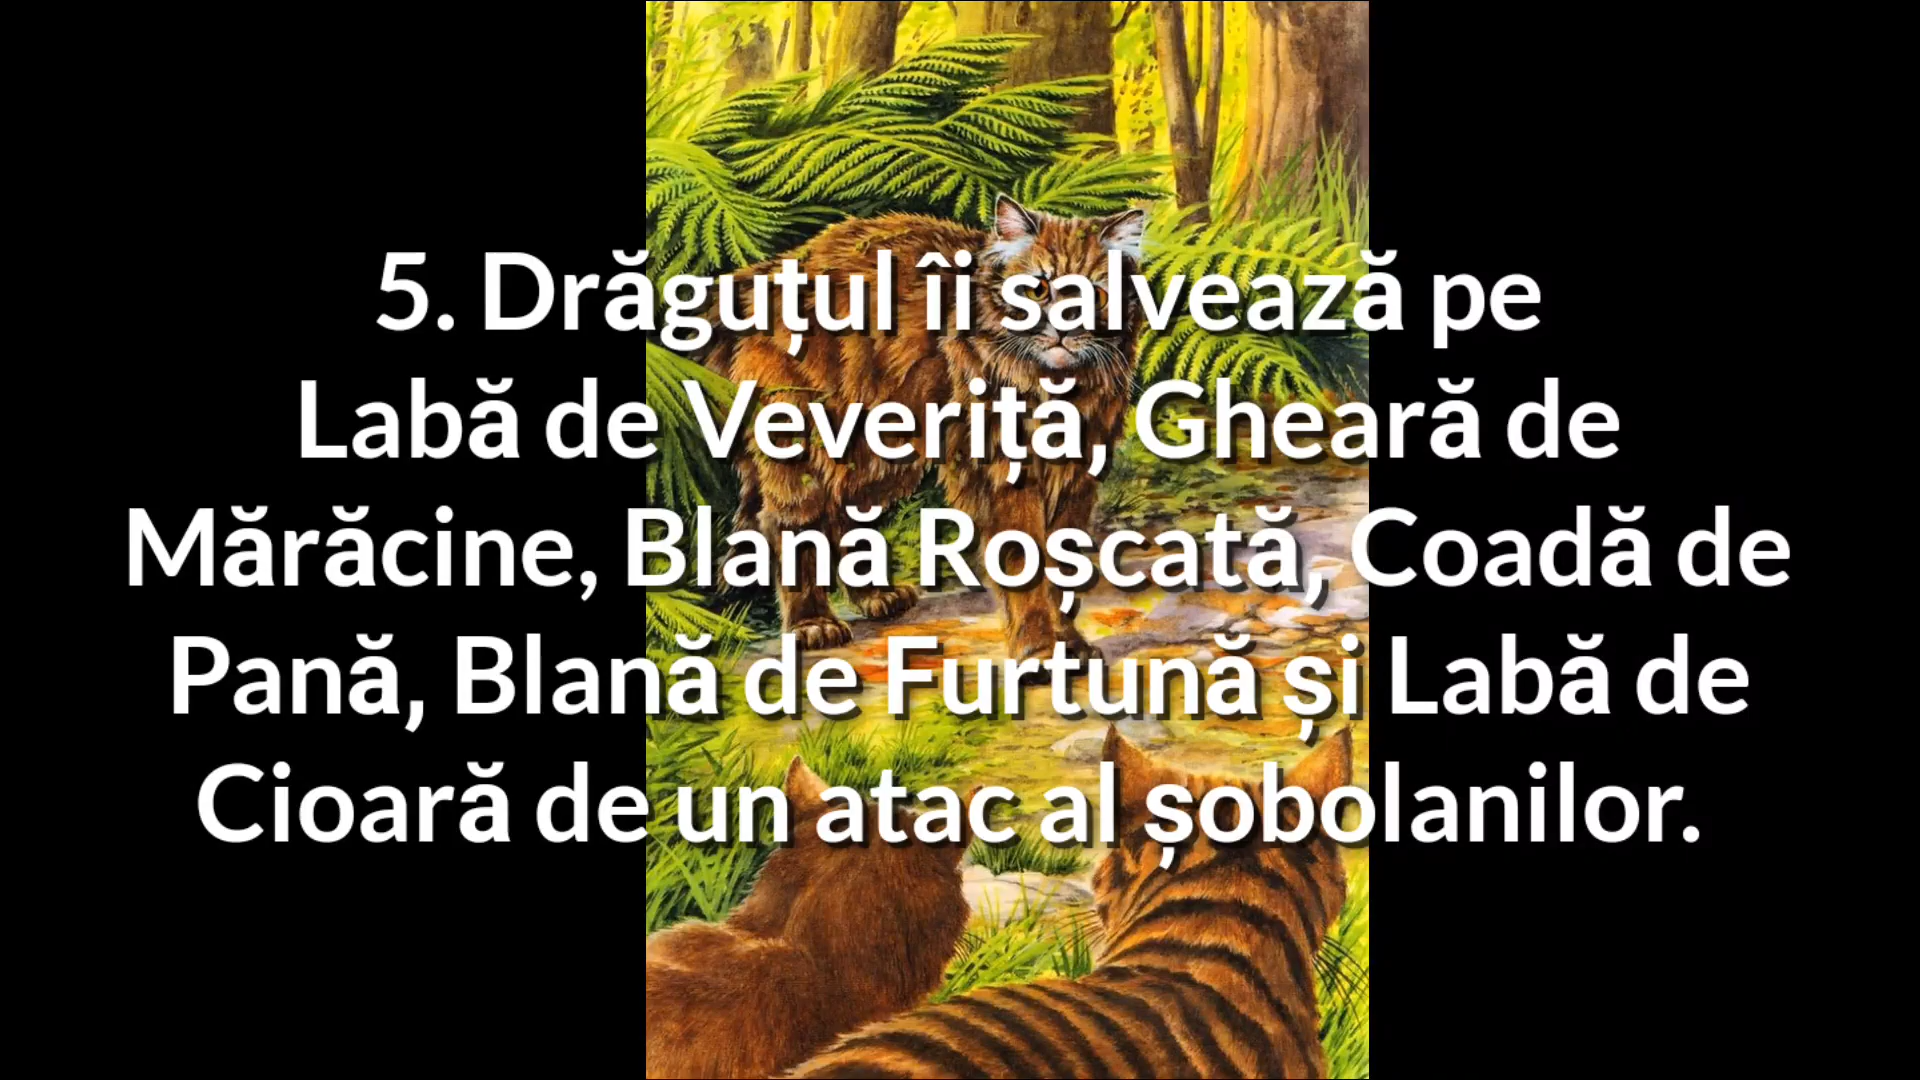 5. Drăguțul îi salvează pe
Labă de Veveriță, Gheară de
Mărăcine, Blană Roșcată, Coadă de
Pană, Blană de Furtună și Labă de
Cioară de un atac al șobolanilor.